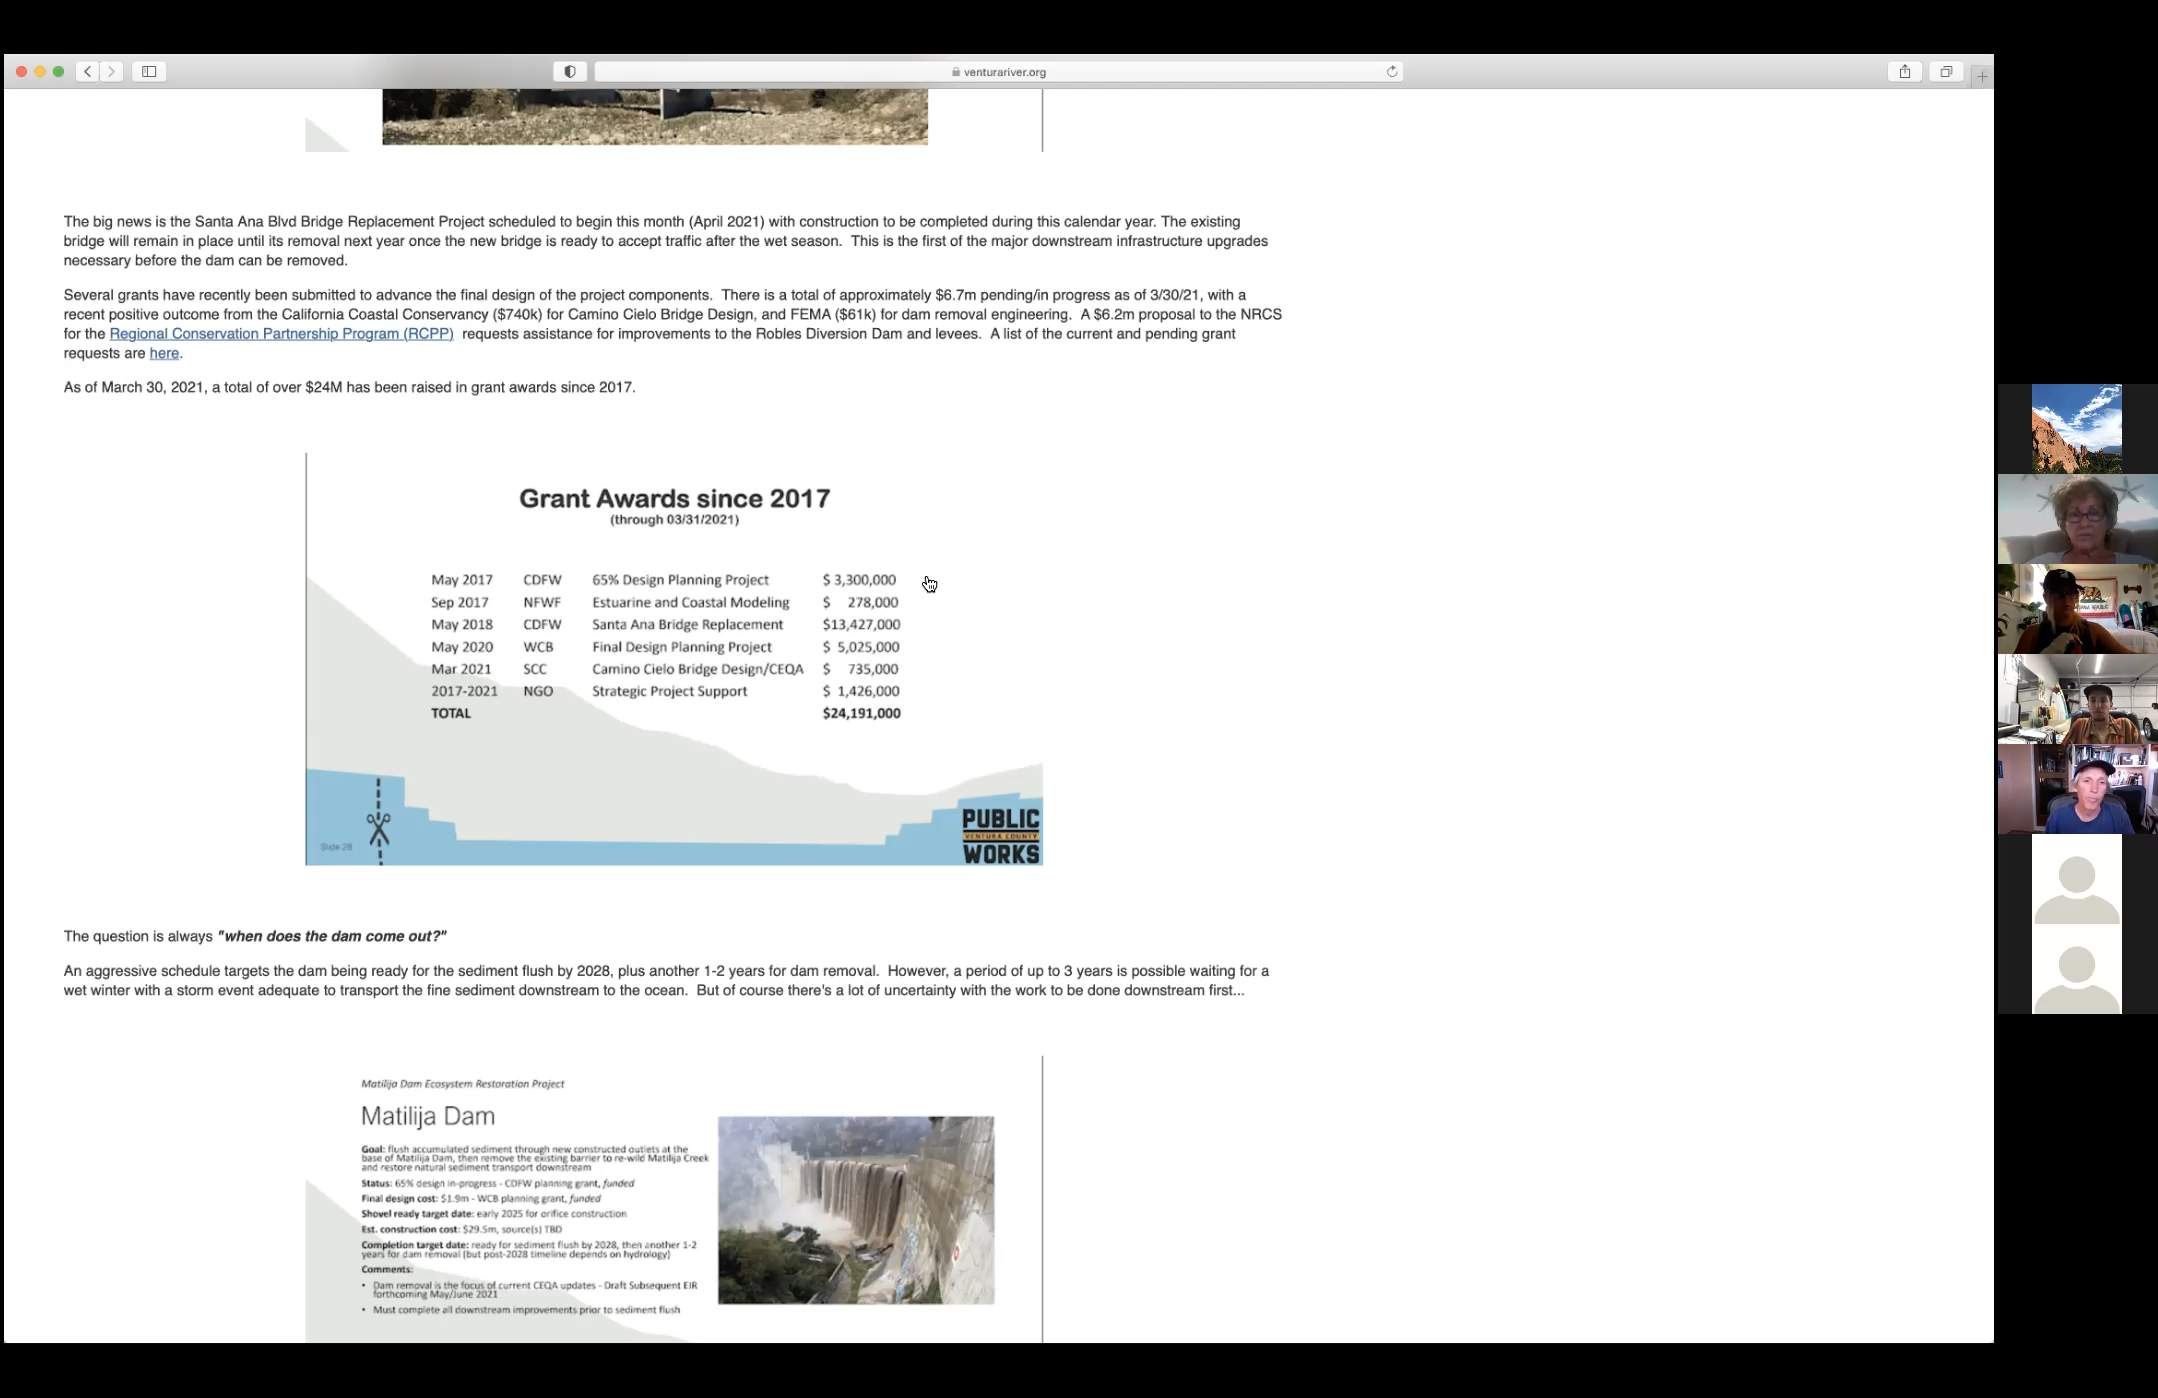 venturariver.org
The big news is the Santa Ana Blvd Bridge Replacement Project scheduled to begin this month (April 2021) with construction to be completed during this calendar year. The existing
bridge will remain in place until its removal next year once the new bridge is ready to accept traffic after the wet season. This is the first of the major downstream infrastructure upgrades
necessary before the dam can be removed.
Several grants have recently been submitted to advance the final design of the project components. There is a total of approximately $6.7m pending/in progress as of 3/30/21, with a
recent positive outcome from the California Coastal Conservancy ($740k) for Camino Cielo Bridge Design, and FEMA ($61k) for dam removal engineering. A $6.2m proposal to the NRCS
for the Regional Conservation Partnership Program (RCPP) requests assistance for improvements to the Robles Diversion Dam and levees. A list of the current and pending grant
requests are here.
As of March 30, 2021, a total of over $24M has been raised in grant awards since 2017.
Grant Awards since 2017
(through 03/31/2021)
May 2017 CDFW 65% Design Planning Project $ 3,300,000
Sep 2017 NFWF Estuarine and Coastal Modeling $ 278,000
May 2018 CDFW Santa Ana Bridge Replacement $13,427,000
May 2020 WCB Final Design Planning Project $ 5,025,000
Mar 2021 SCC Camino Cielo Bridge Design/CEQA $ 735,000
2017-2021 NGO Strategic Project Support $ 1,426,000
TOTAL $24,191,000
Slide 28
PUBLIC
VENTURA COUNTY
WORKS
The question is always "when does the dam come out?"
An aggressive schedule targets the dam being ready for the sediment flush by 2028, plus another 1-2 years for dam removal. However, a period of up to 3 years is possible waiting for a
wet winter with a storm event adequate to transport the fine sediment downstream to the ocean. But of course there's a lot of uncertainty with the work to be done downstream first...
Matilija Dam Ecosystem Restoration Project
Matilija Dam
Goal: flush accumulated sediment through new constructed outlets at the
base of Matilija Dam, then remove the existing barrier to re-wild Matilija Creek
and restore natural sediment transport downstream
Status: 65% design in-progress - CDFW planning grant, funded
Final design cost: $1.9m - WCB planning grant, funded
Shovel ready target date: early 2025 for orifice construction
Est. construction cost: $29.5m, source(s) TBD
Completion target date: ready for sediment flush by 2028, then another 1-2
years for dam removal (but post-2028 timeline depends on hydrology)
Comments:
• Dam removal is the focus of current CEQA updates - Draft Subsequent EIR
forthcoming May/June 2021
• Must complete all downstream improvements prior to sediment flush